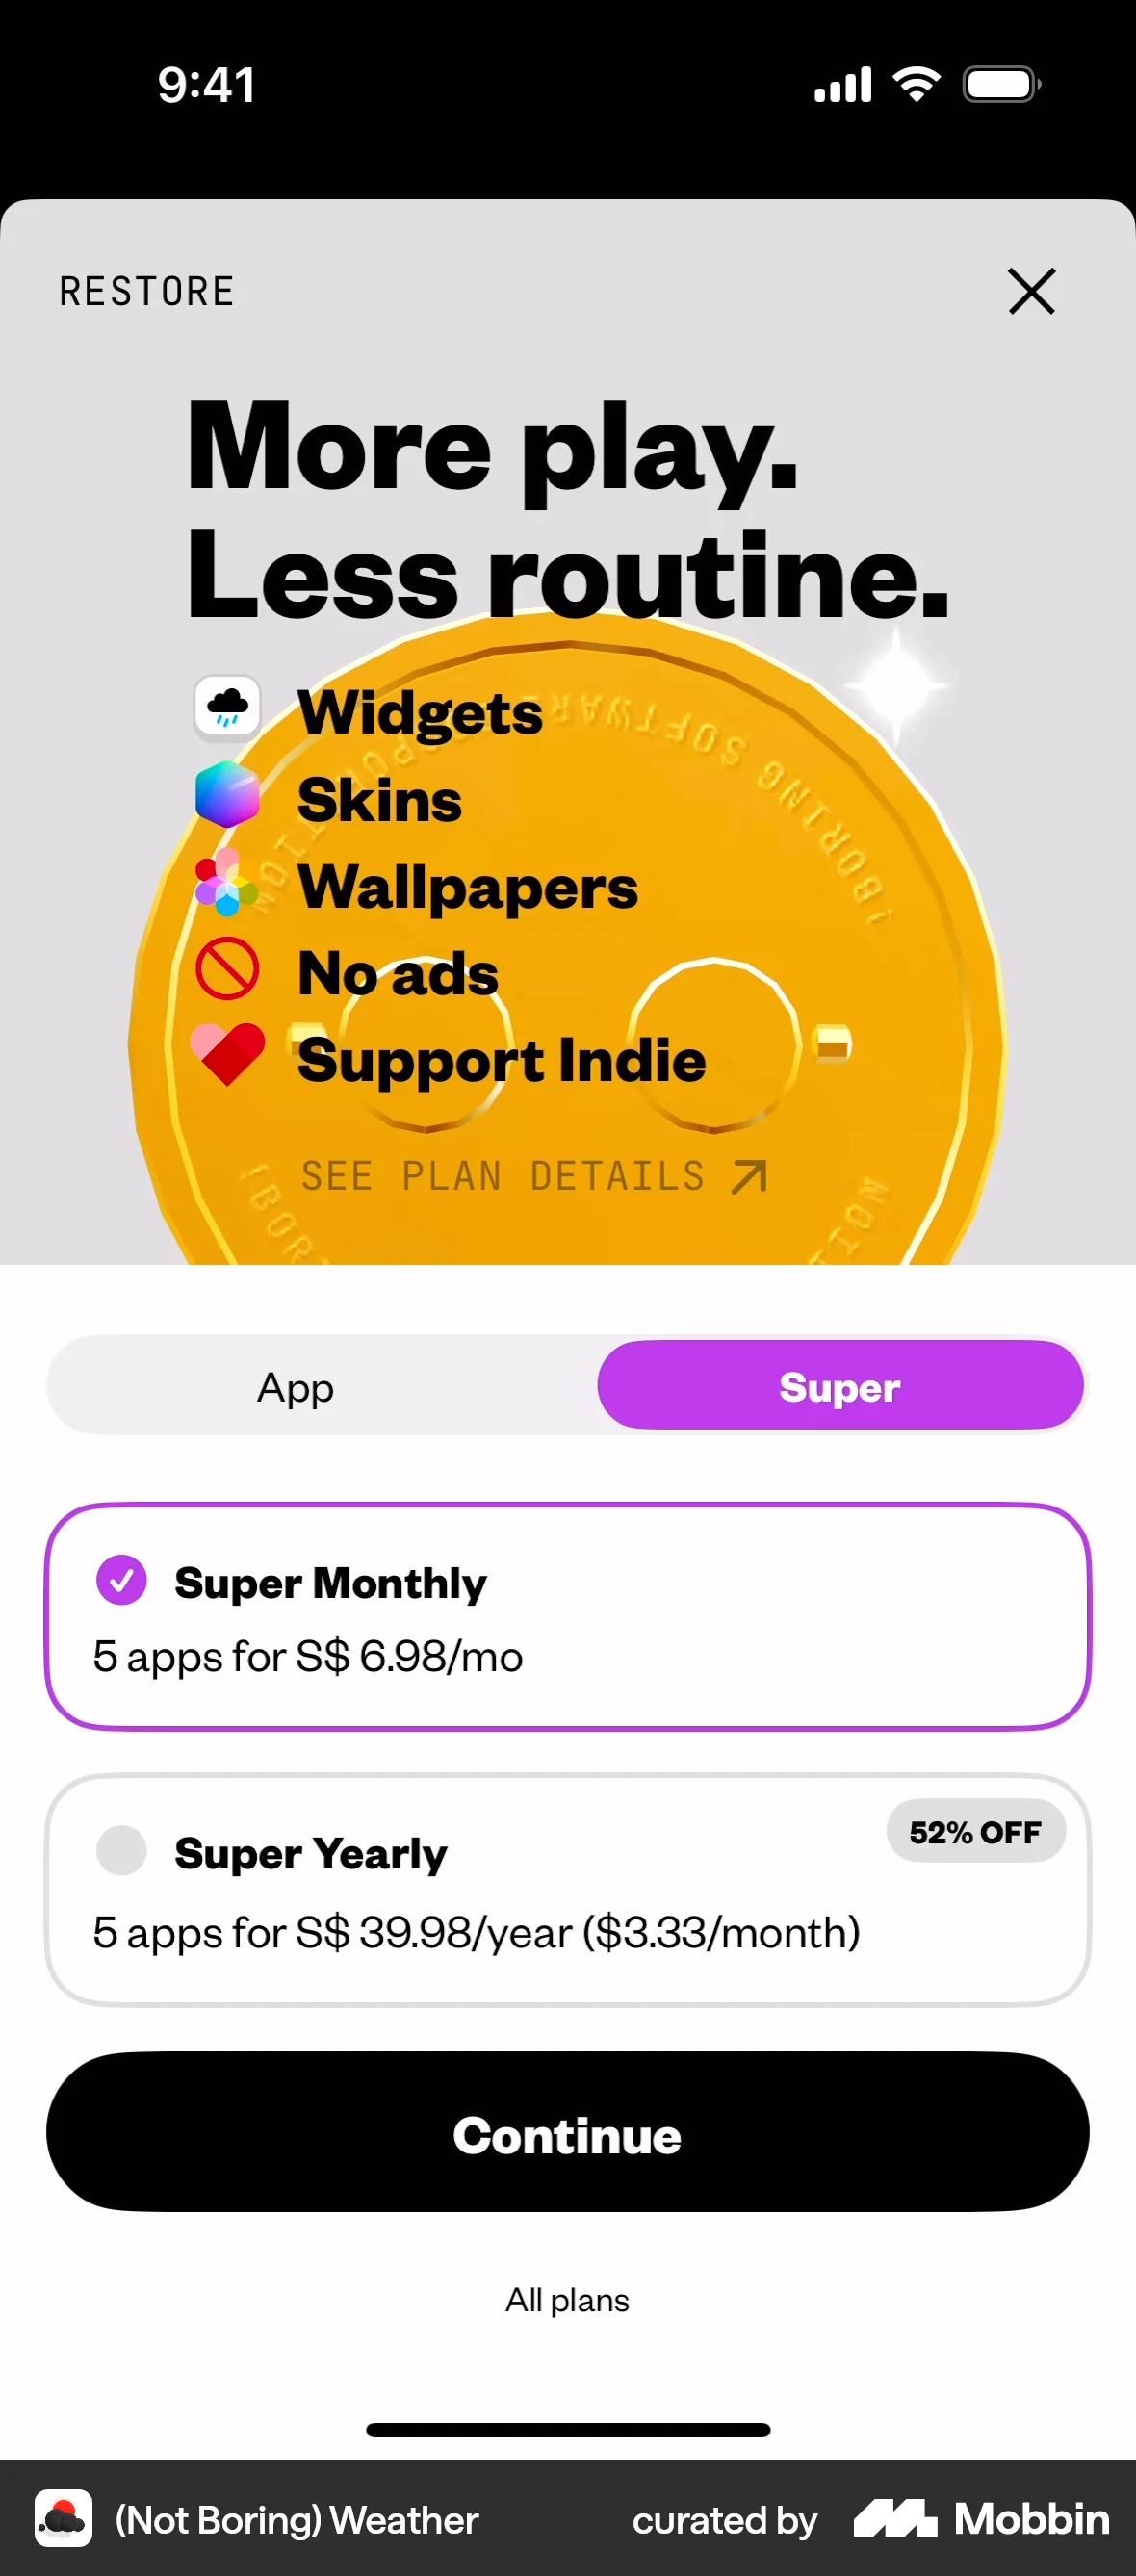 9:41
RESTORE
More play.
Less routine.
Widgets
Skins
Wallpapers
No ads
Support Indie
SEE PLAN DETAILS
App
Super
Super Monthly
5 apps for S$ 6.98/mo
52% OFF
Super Yearly
5 apps for S$ 39.98/year ($3.33/month)
Continue
All plans
(Not Boring) Weather
curated by
Mobbin